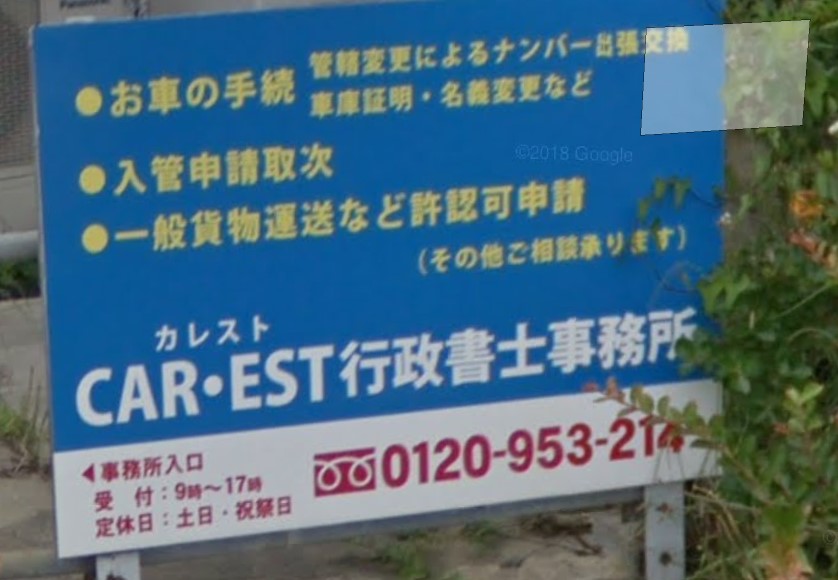 ●お車の手続 管轄変更によるナンバー出張交換
車庫証明・名義変更など
●入管申請取次
©2018 Google
●一般貨物運送など許認可申請
(その他ご相談承ります)
カレスト
CAR・EST行政書士事務所
◀事務所入口
受　付：9時～17時
定休日：土日・祝祭日
0120-953-214